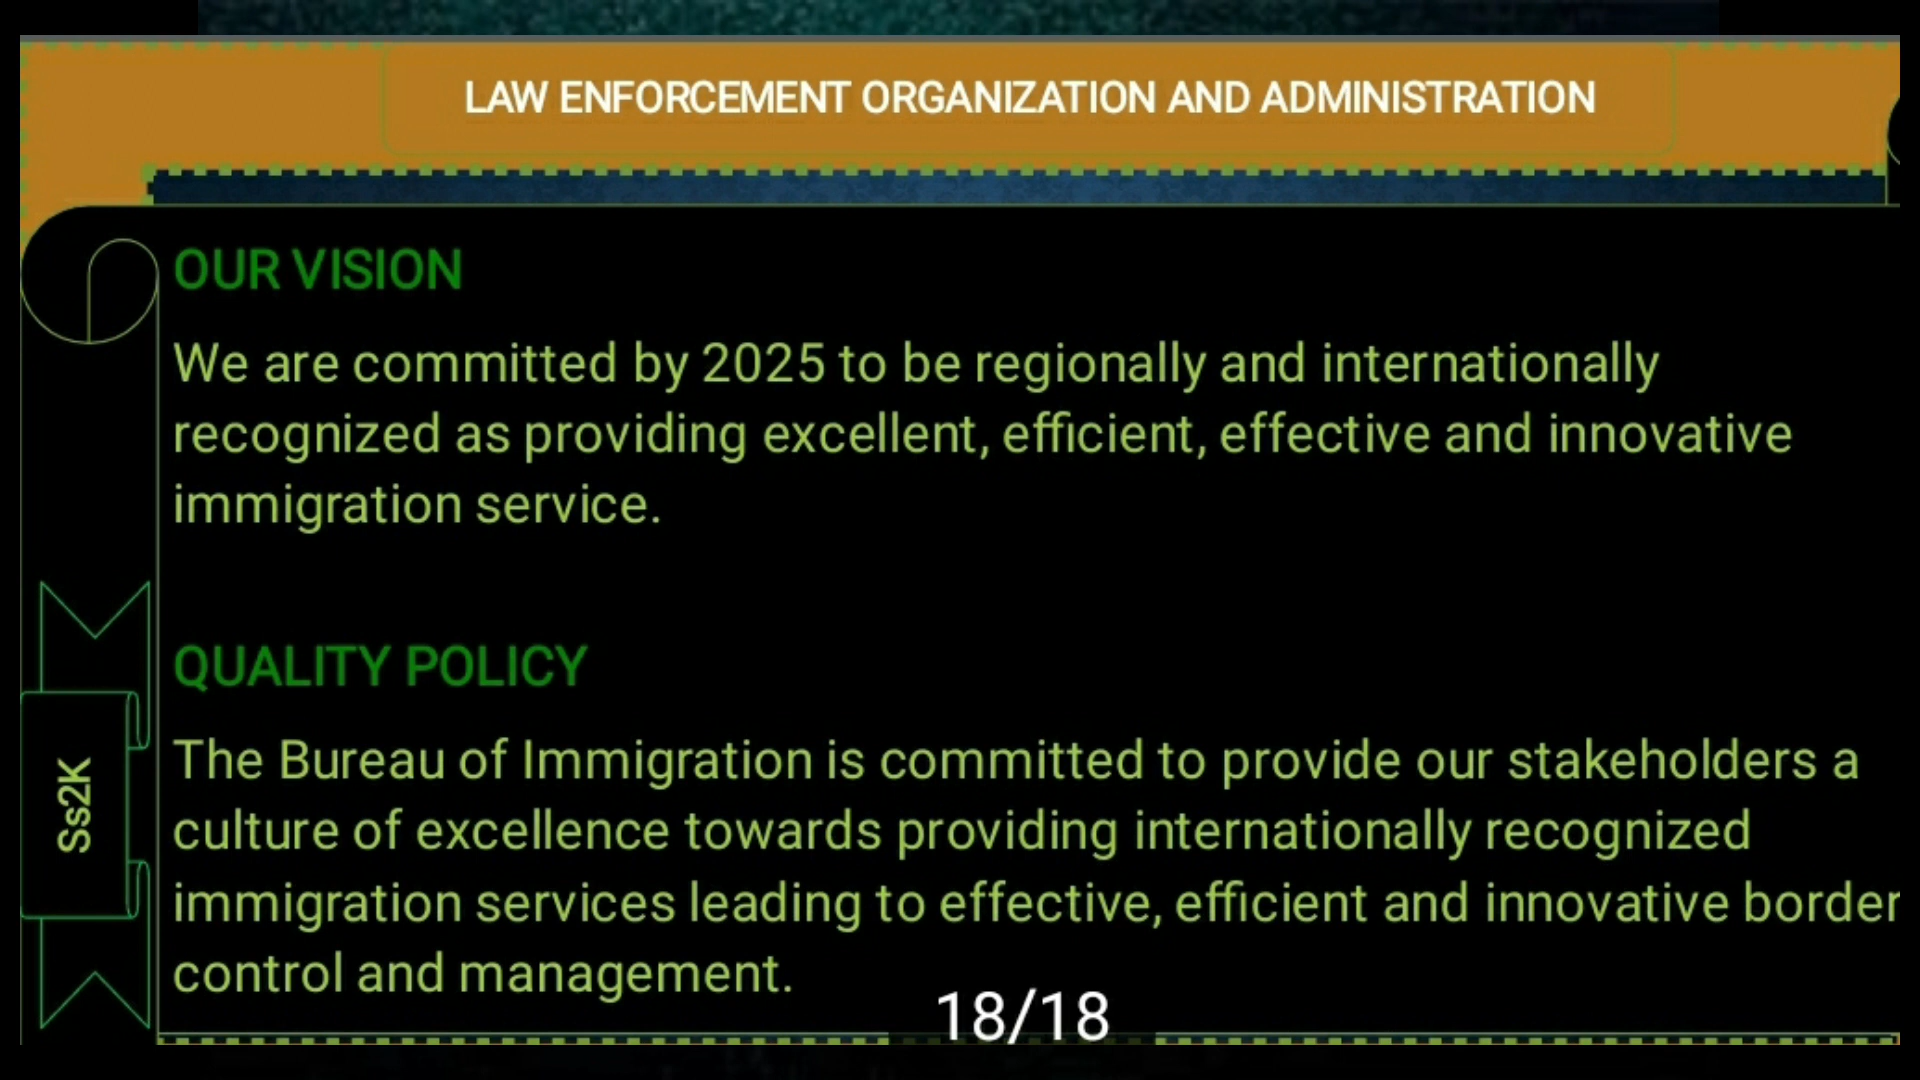 LAW ENFORCEMENT ORGANIZATION AND ADMINISTRATION
OUR VISION
We are committed by 2025 to be regionally and internationally
recognized as providing excellent, efficient, effective and innovative
immigration service.
QUALITY POLICY
The Bureau of Immigration is committed to provide our stakeholders a
culture of excellence towards providing internationally recognized
immigration services leading to effective, efficient and innovative border
control and management.
Ss2K
18/18